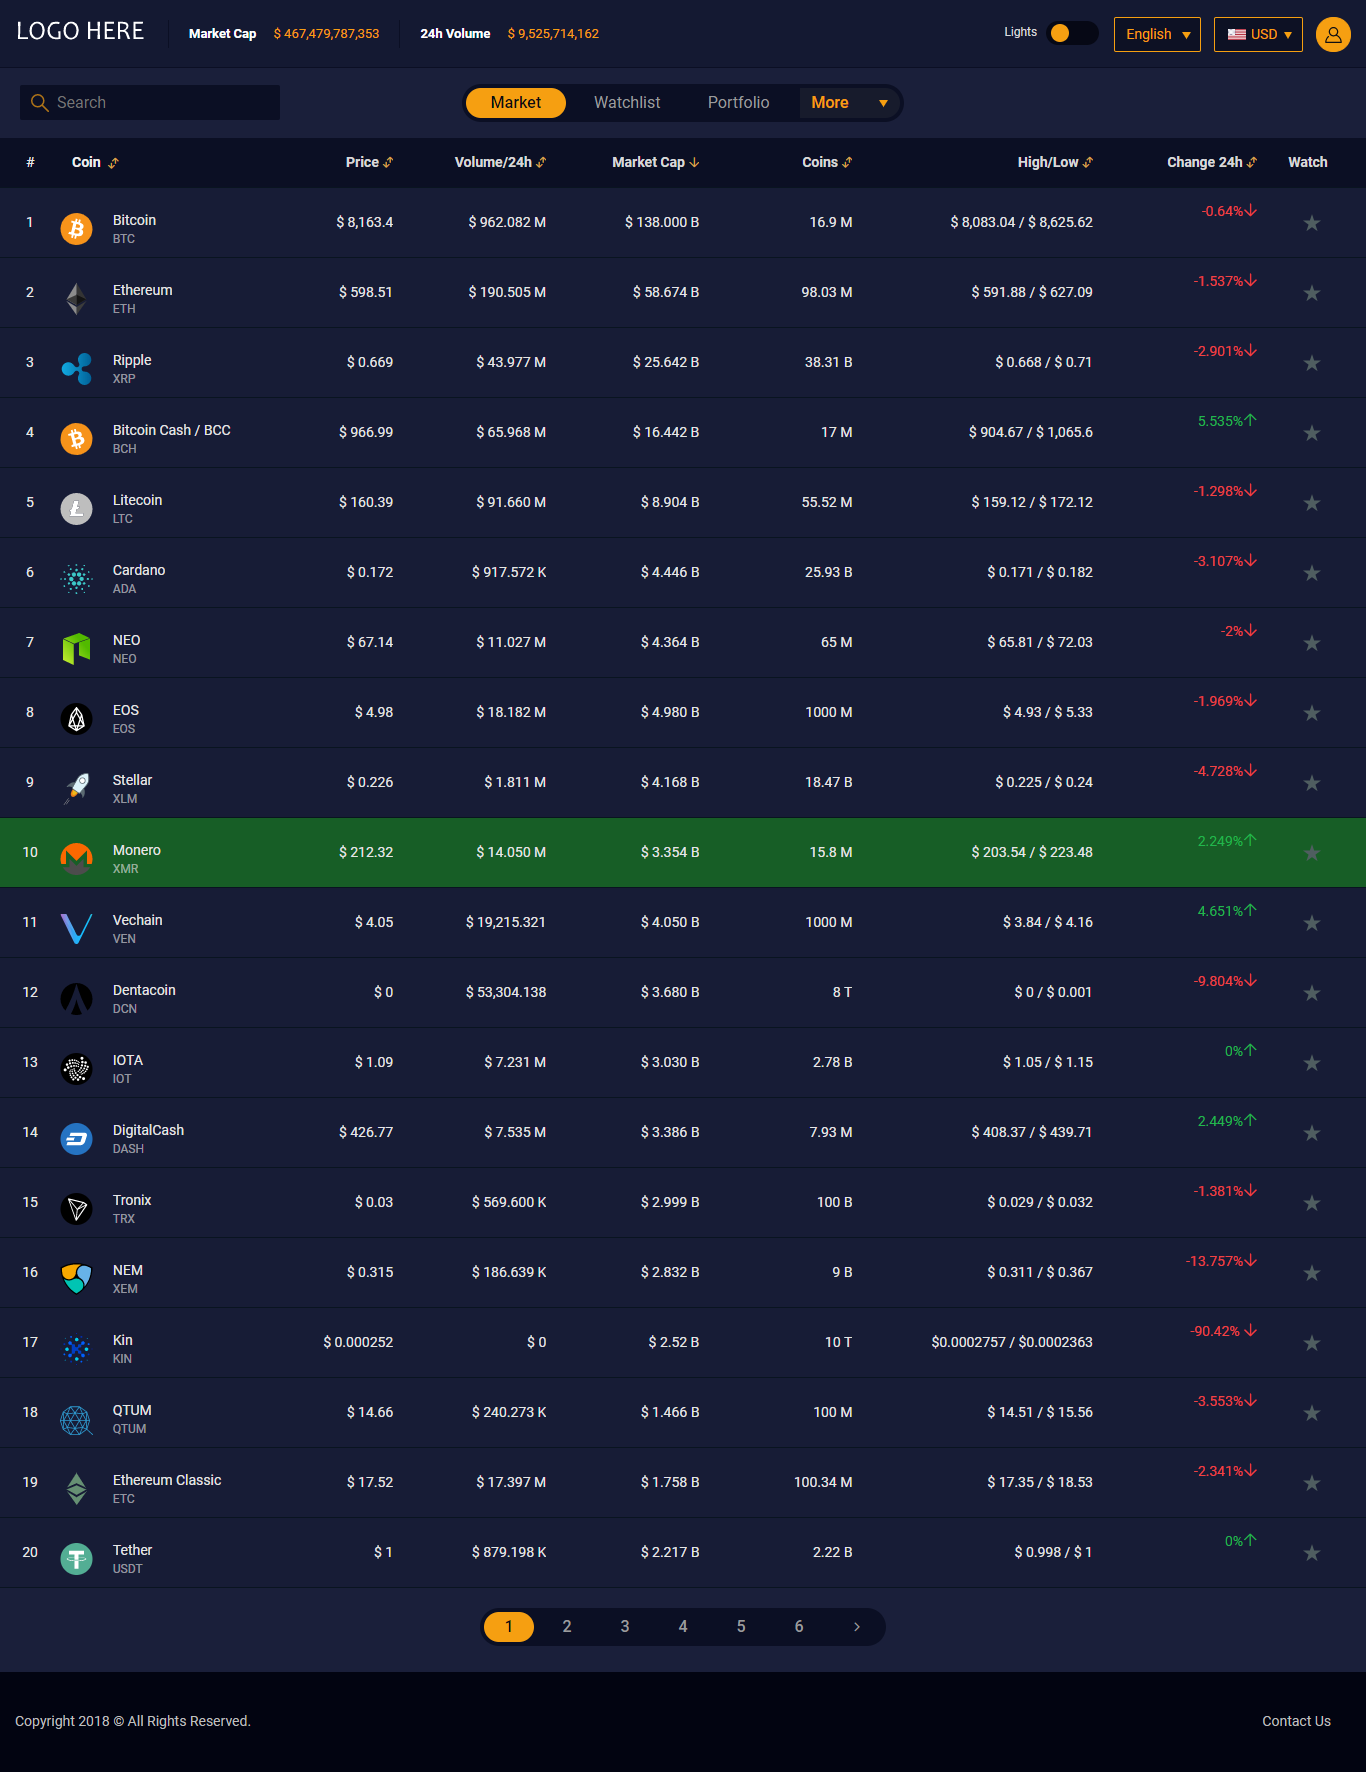 LOGO HERE Market Cap $ 467,479,787,353 24h Volume $ 9,525,714,162 Lights English USD
Search Market Watchlist Portfolio More
# Coin Price Volume/24h Market Cap Coins High/Low Change 24h Watch
1 Bitcoin $ 8,163.4 $ 962.082 M $ 138.000 B 16.9 M $ 8,083.04 / $ 8,625.62 -0.64%
BTC
2 Ethereum $ 598.51 $ 190.505 M $ 58.674 B 98.03 M $ 591.88 / $ 627.09 -1.537%
ETH
3 Ripple $ 0.669 $ 43.977 M $ 25.642 B 38.31 B $ 0.668 / $ 0.71 -2.901%
XRP
4 Bitcoin Cash / BCC $ 966.99 $ 65.968 M $ 16.442 B 17 M $ 904.67 / $ 1,065.6 5.535%
BCH
5 Litecoin $ 160.39 $ 91.660 M $ 8.904 B 55.52 M $ 159.12 / $ 172.12 -1.298%
LTC
6 Cardano $ 0.172 $ 917.572 K $ 4.446 B 25.93 B $ 0.171 / $ 0.182 -3.107%
ADA
7 NEO $ 67.14 $ 11.027 M $ 4.364 B 65 M $ 65.81 / $ 72.03 -2%
NEO
8 EOS $ 4.98 $ 18.182 M $ 4.980 B 1000 M $ 4.93 / $ 5.33 -1.969%
EOS
9 Stellar $ 0.226 $ 1.811 M $ 4.168 B 18.47 B $ 0.225 / $ 0.24 -4.728%
XLM
10 Monero $ 212.32 $ 14.050 M $ 3.354 B 15.8 M $ 203.54 / $ 223.48 2.249%
XMR
11 Vechain $ 4.05 $ 19,215.321 $ 4.050 B 1000 M $ 3.84 / $ 4.16 4.651%
VEN
12 Dentacoin $ 0 $ 53,304.138 $ 3.680 B 8 T $ 0 / $ 0.001 -9.804%
DCN
13 IOTA $ 1.09 $ 7.231 M $ 3.030 B 2.78 B $ 1.05 / $ 1.15 0%
IOT
14 DigitalCash $ 426.77 $ 7.535 M $ 3.386 B 7.93 M $ 408.37 / $ 439.71 2.449%
DASH
15 Tronix $ 0.03 $ 569.600 K $ 2.999 B 100 B $ 0.029 / $ 0.032 -1.381%
TRX
16 NEM $ 0.315 $ 186.639 K $ 2.832 B 9 B $ 0.311 / $ 0.367 -13.757%
XEM
17 Kin $ 0.000252 $ 0 $ 2.52 B 10 T $0.0002757 / $0.0002363 -90.42%
KIN
18 QTUM $ 14.66 $ 240.273 K $ 1.466 B 100 M $ 14.51 / $ 15.56 -3.553%
QTUM
19 Ethereum Classic $ 17.52 $ 17.397 M $ 1.758 B 100.34 M $ 17.35 / $ 18.53 -2.341%
ETC
20 Tether $ 1 $ 879.198 K $ 2.217 B 2.22 B $ 0.998 / $ 1 0%
USDT
1 2 3 4 5 6 >
Copyright 2018 © All Rights Reserved. Contact Us